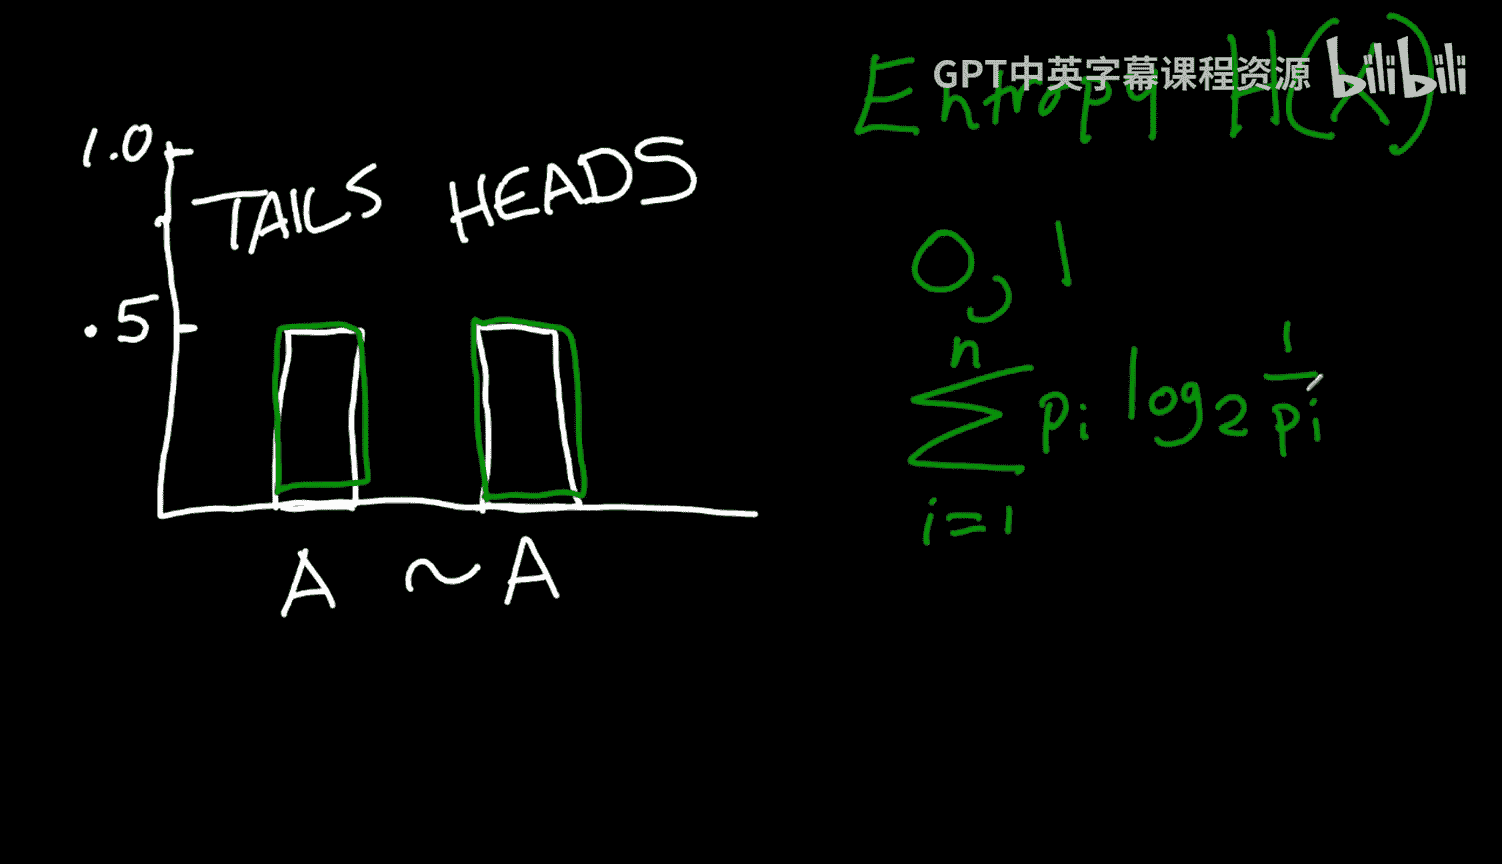 Entropy H(X)
GPT中英字幕课程资源 bilibili
1.0
TAILS HEADS
0, 1
.5
n
∑ pi log2 1/pi
i=1
A ~A